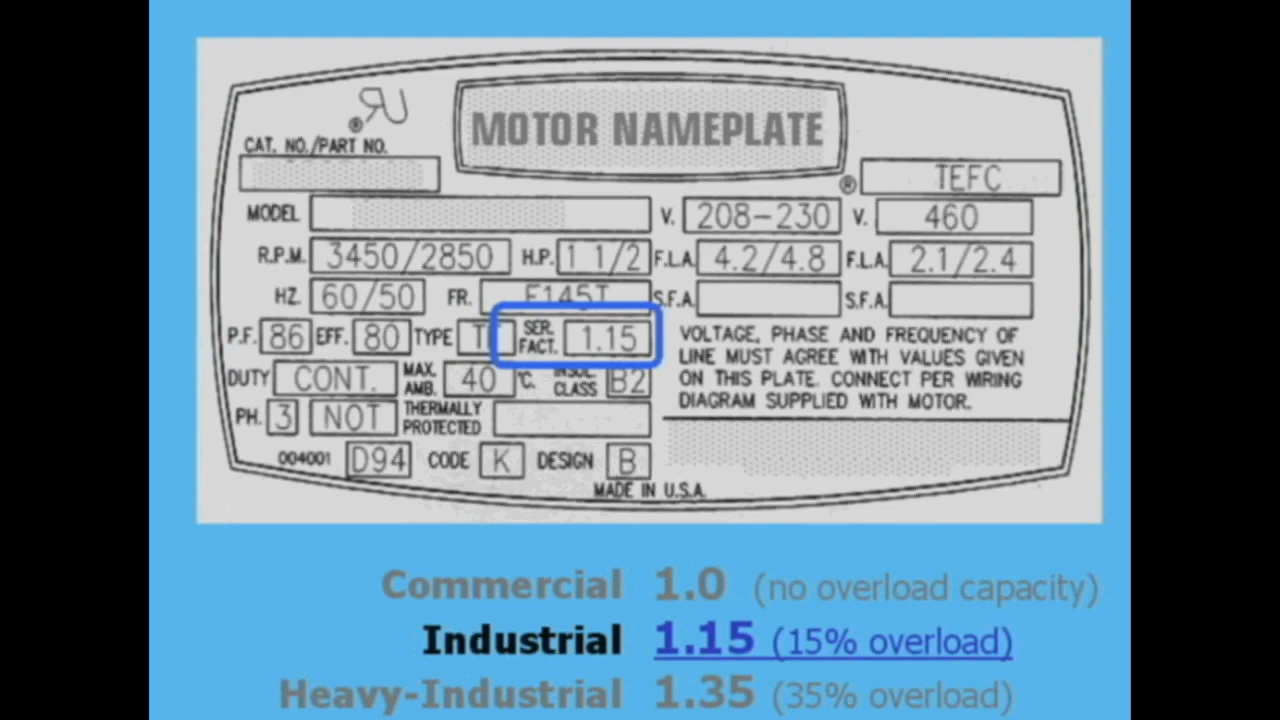 MOTOR NAMEPLATE
CAT. NO./PART NO.
® TEFC
MODEL V. 208-230 V. 460
R.P.M. 3450/2850 H.P. 1 1/2 F.L.A. 4.2/4.8 F.L.A. 2.1/2.4
HZ. 60/50 FR. F145T S.F.A. S.F.A.
P.F. 86 EFF. 80 TYPE T SER. FACT. 1.15
DUTY CONT. MAX. AMB. 40 °C. INSUL. CLASS B2
PH. 3 NOT THERMALLY PROTECTED
004001 D94 CODE K DESIGN B
VOLTAGE, PHASE AND FREQUENCY OF
LINE MUST AGREE WITH VALUES GIVEN
ON THIS PLATE. CONNECT PER WIRING
DIAGRAM SUPPLIED WITH MOTOR.
MADE IN U.S.A.
Commercial 1.0 (no overload capacity)
Industrial 1.15 (15% overload)
Heavy-Industrial 1.35 (35% overload)